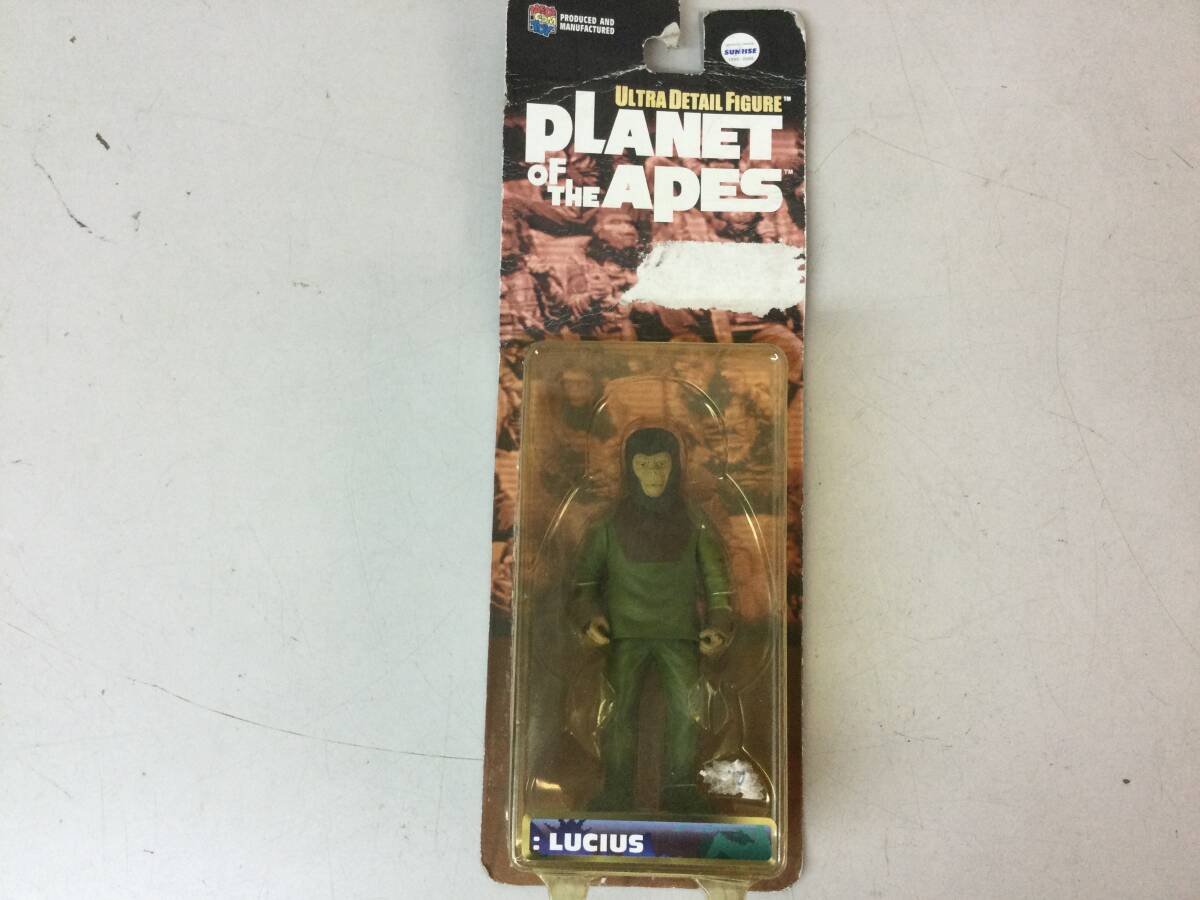 PRODUCED AND
MANUFACTURED
SUNRISE
ULTRA DETAIL FIGURE™
PLANET
OF
THE APES™
LUCIUS